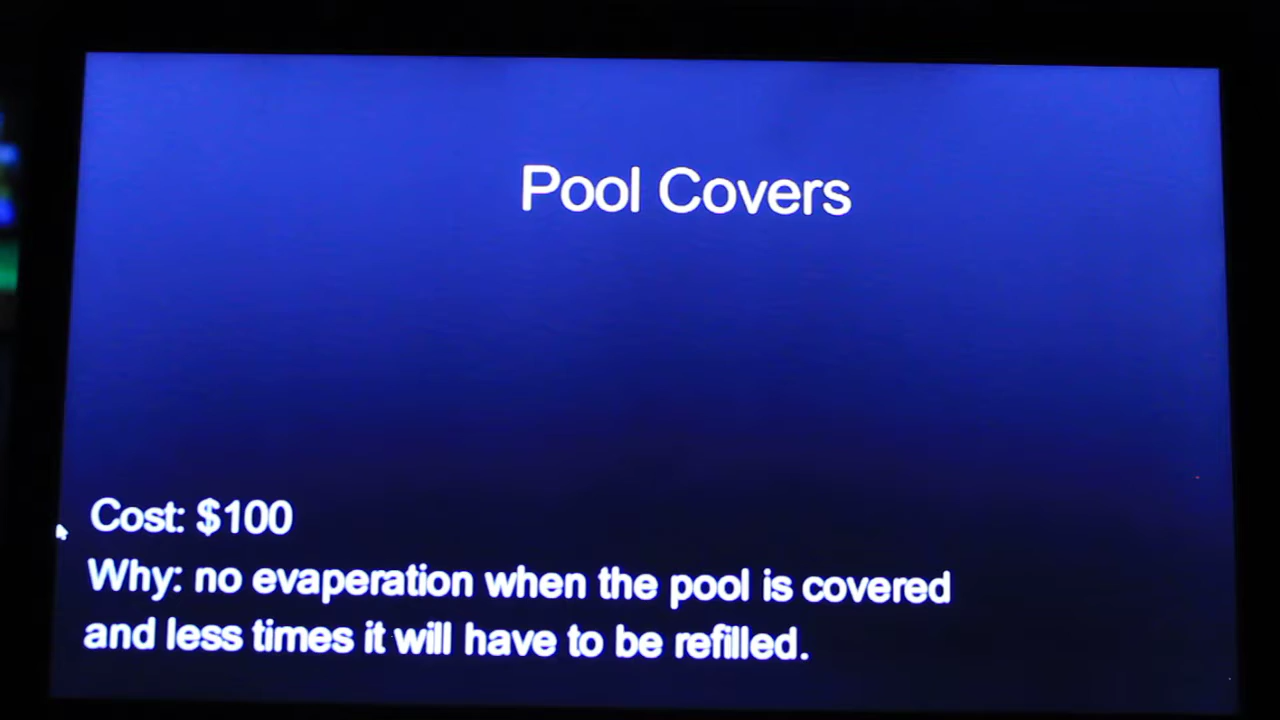 Pool Covers
Cost: $100
Why: no evaperation when the pool is covered
and less times it will have to be refilled.